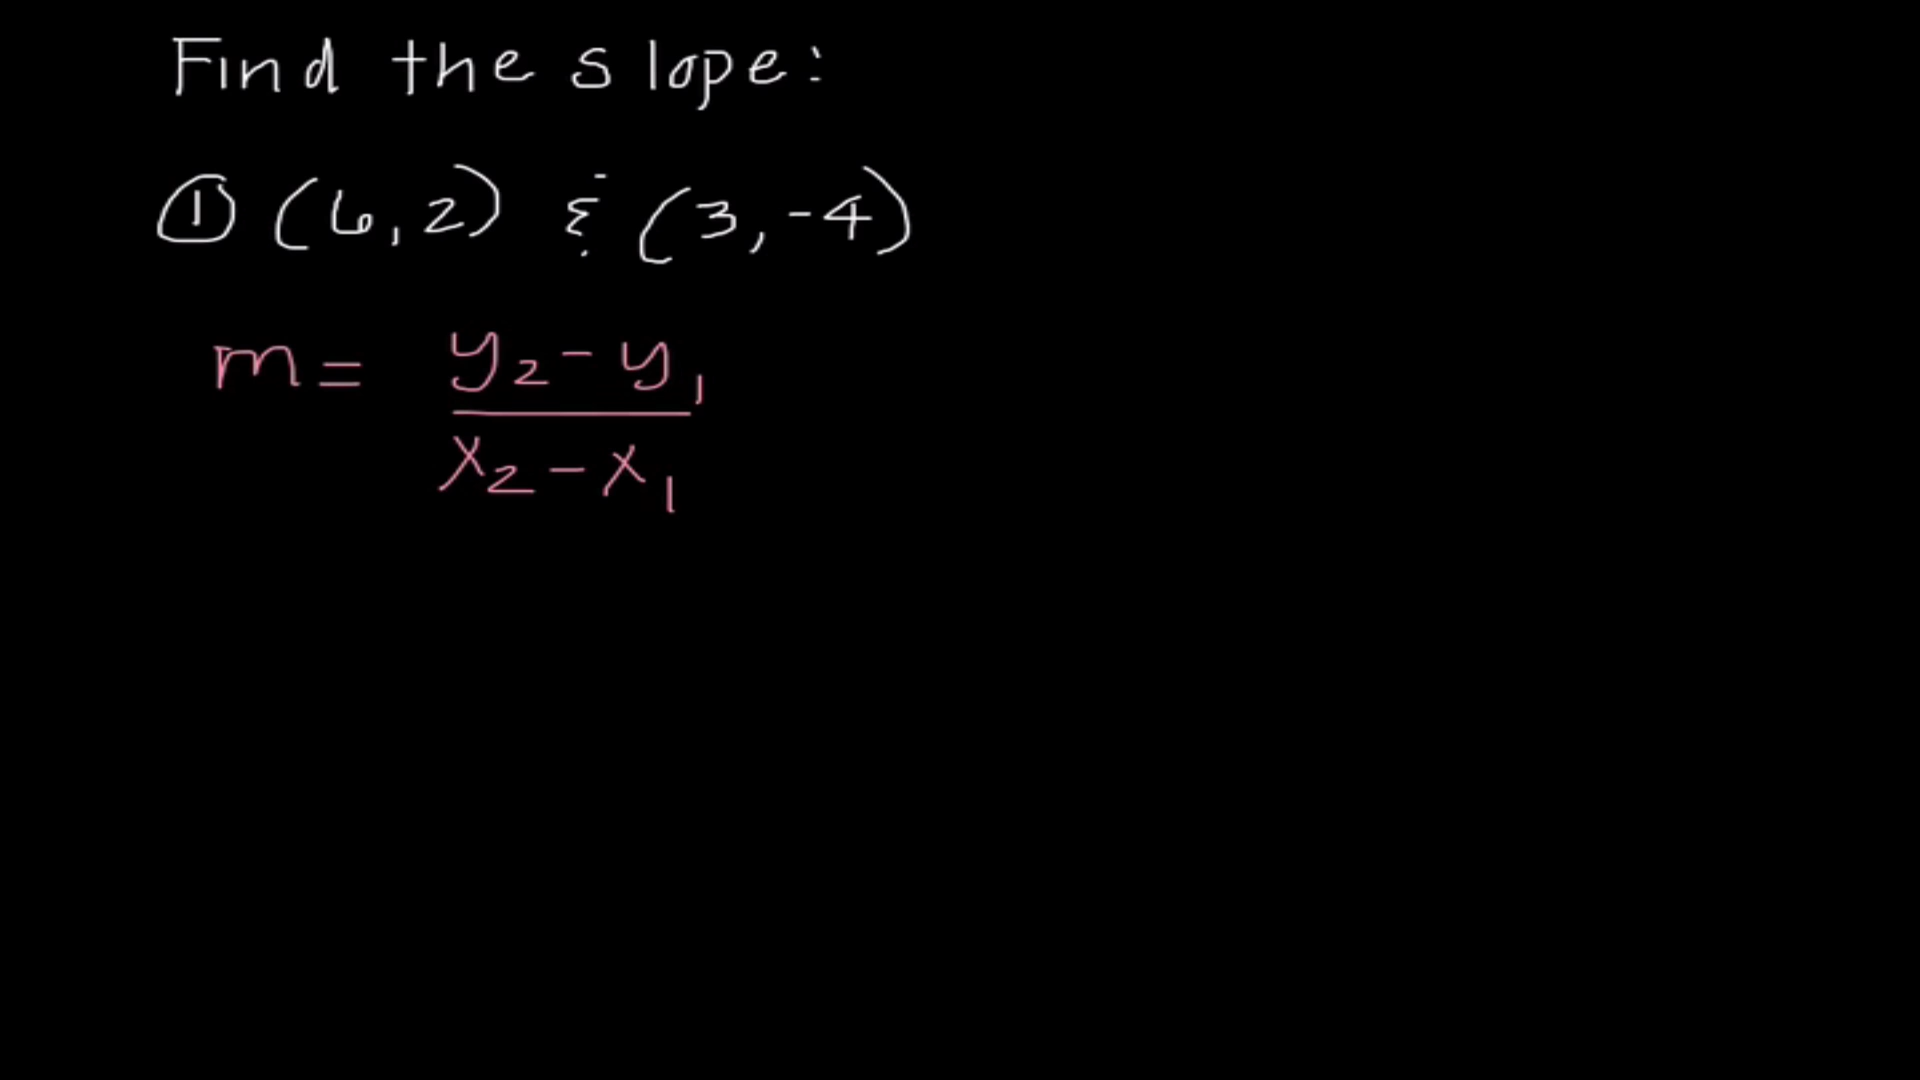 Find the slope:
① (6,2) & (3,-4)
m = y₂ - y₁
x₂ - x₁